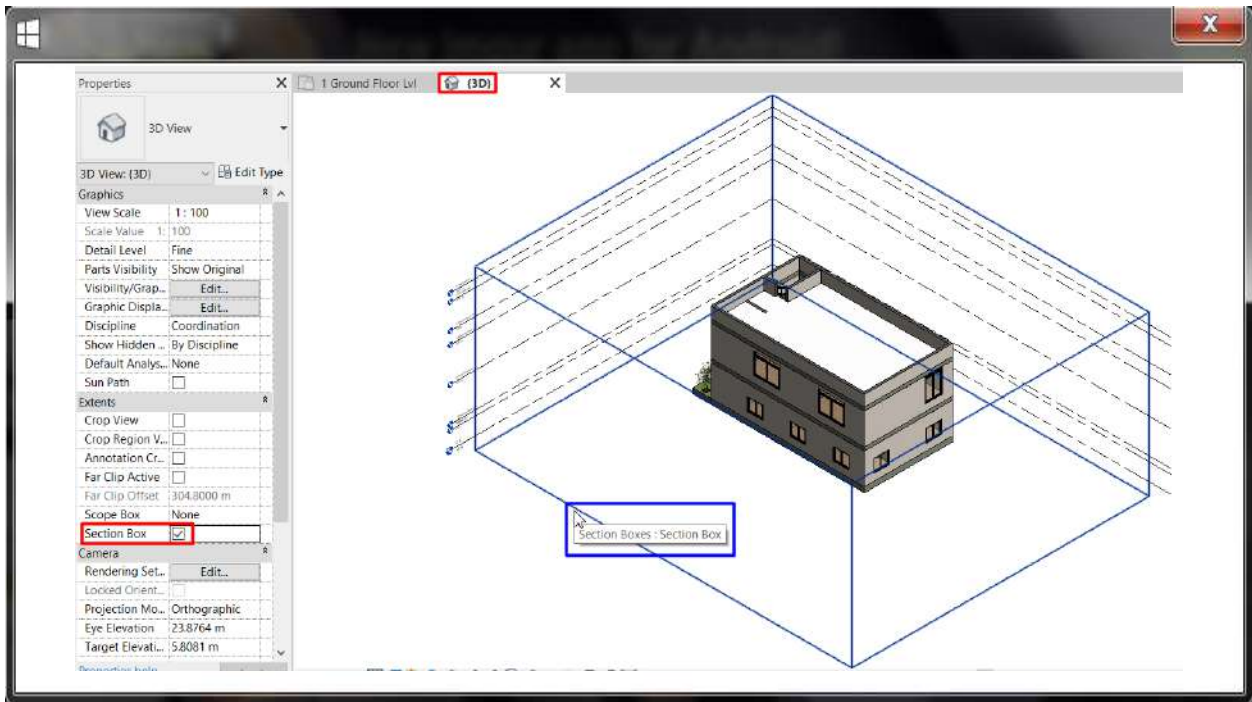 Properties X 1 Ground Floor Lvl (3D) X
3D View
3D View: {3D} Edit Type
Graphics
View Scale 1 : 100
Scale Value 1: 100
Detail Level Fine
Parts Visibility Show Original
Visibility/Grap... Edit...
Graphic Displa... Edit...
Discipline Coordination
Show Hidden ... By Discipline
Default Analys... None
Sun Path
Extents
Crop View
Crop Region V...
Annotation Cr...
Far Clip Active
Far Clip Offset 304.8000 m
Scope Box None
Section Box
Section Boxes : Section Box
Camera
Rendering Set... Edit...
Locked Orient...
Projection Mo... Orthographic
Eye Elevation 23.8764 m
Target Elevati... 5.8081 m
Properties help